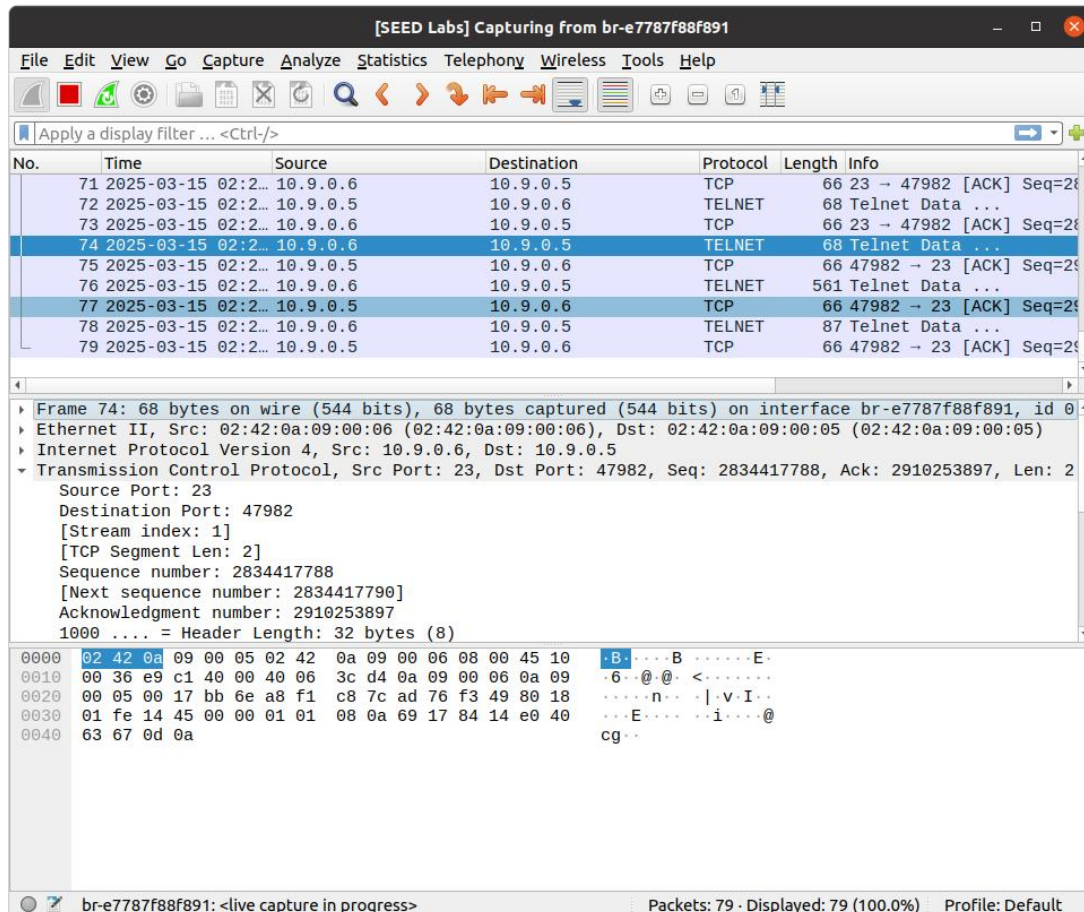 [SEED Labs] Capturing from br-e7787f88f891
File Edit View Go Capture Analyze Statistics Telephony Wireless Tools Help
Apply a display filter … <Ctrl-/>
No. Time Source Destination Protocol Length Info
71 2025-03-15 02:2… 10.9.0.6 10.9.0.5 TCP 66 23 → 47982 [ACK] Seq=28
72 2025-03-15 02:2… 10.9.0.6 10.9.0.5 TELNET 68 Telnet Data ...
73 2025-03-15 02:2… 10.9.0.6 10.9.0.5 TCP 66 23 → 47982 [ACK] Seq=28
74 2025-03-15 02:2… 10.9.0.6 10.9.0.5 TELNET 68 Telnet Data ...
75 2025-03-15 02:2… 10.9.0.5 10.9.0.6 TCP 66 47982 → 23 [ACK] Seq=29
76 2025-03-15 02:2… 10.9.0.6 10.9.0.5 TELNET 561 Telnet Data ...
77 2025-03-15 02:2… 10.9.0.5 10.9.0.6 TCP 66 47982 → 23 [ACK] Seq=29
78 2025-03-15 02:2… 10.9.0.6 10.9.0.5 TELNET 87 Telnet Data ...
79 2025-03-15 02:2… 10.9.0.5 10.9.0.6 TCP 66 47982 → 23 [ACK] Seq=29
Frame 74: 68 bytes on wire (544 bits), 68 bytes captured (544 bits) on interface br-e7787f88f891, id 0
Ethernet II, Src: 02:42:0a:09:00:06 (02:42:0a:09:00:06), Dst: 02:42:0a:09:00:05 (02:42:0a:09:00:05)
Internet Protocol Version 4, Src: 10.9.0.6, Dst: 10.9.0.5
Transmission Control Protocol, Src Port: 23, Dst Port: 47982, Seq: 2834417788, Ack: 2910253897, Len: 2
Source Port: 23
Destination Port: 47982
[Stream index: 1]
[TCP Segment Len: 2]
Sequence number: 2834417788
[Next sequence number: 2834417790]
Acknowledgment number: 2910253897
1000 .... = Header Length: 32 bytes (8)
0000 02 42 0a 09 00 05 02 42 0a 09 00 06 08 00 45 10 ·B·····B ······E·
0010 00 36 e9 c1 40 00 40 06 3c d4 0a 09 00 06 0a 09 ·6··@·@· <·······
0020 00 05 00 17 bb 6e a8 f1 c8 7c ad 76 f3 49 80 18 ·····n·· ·|·v·I··
0030 01 fe 14 45 00 00 01 01 08 0a 69 17 84 14 e0 40 ···E···· ··i····@
0040 63 67 0d 0a cg··
br-e7787f88f891: <live capture in progress> Packets: 79 · Displayed: 79 (100.0%) Profile: Default